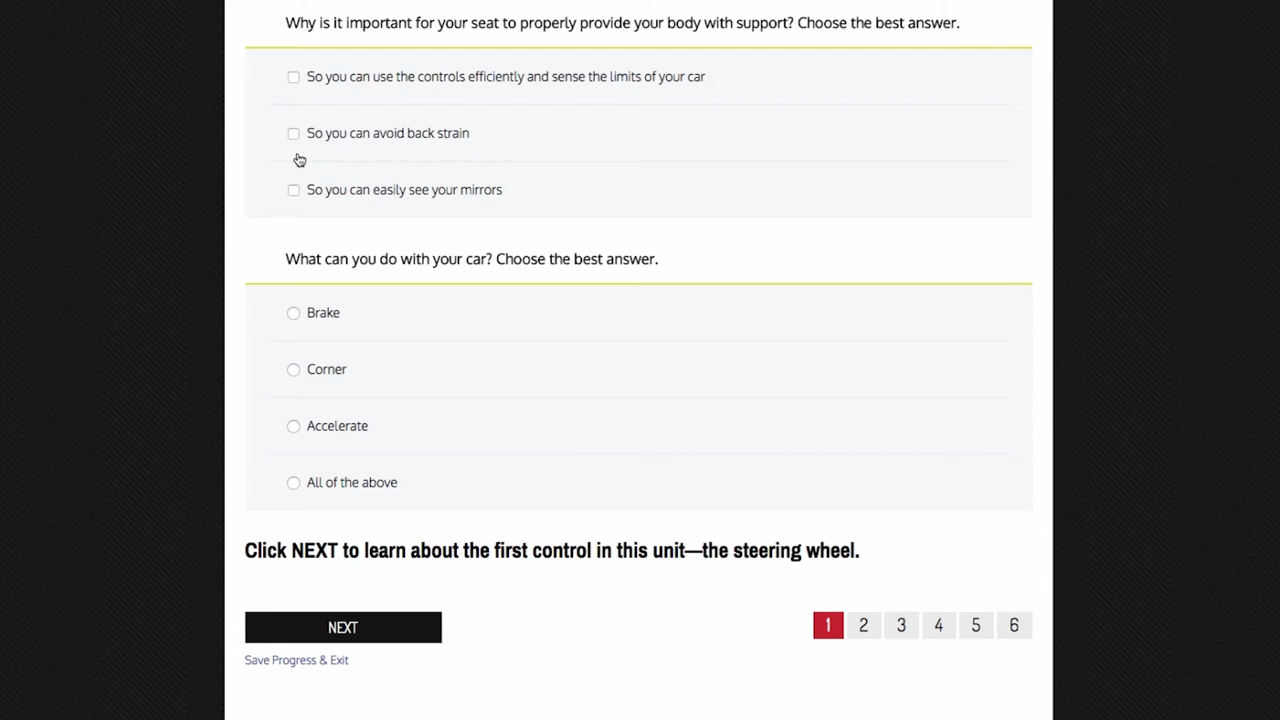 Why is it important for your seat to properly provide your body with support? Choose the best answer.
So you can use the controls efficiently and sense the limits of your car
So you can avoid back strain
So you can easily see your mirrors
What can you do with your car? Choose the best answer.
Brake
Corner
Accelerate
All of the above
Click NEXT to learn about the first control in this unit—the steering wheel.
NEXT
1 2 3 4 5 6
Save Progress & Exit